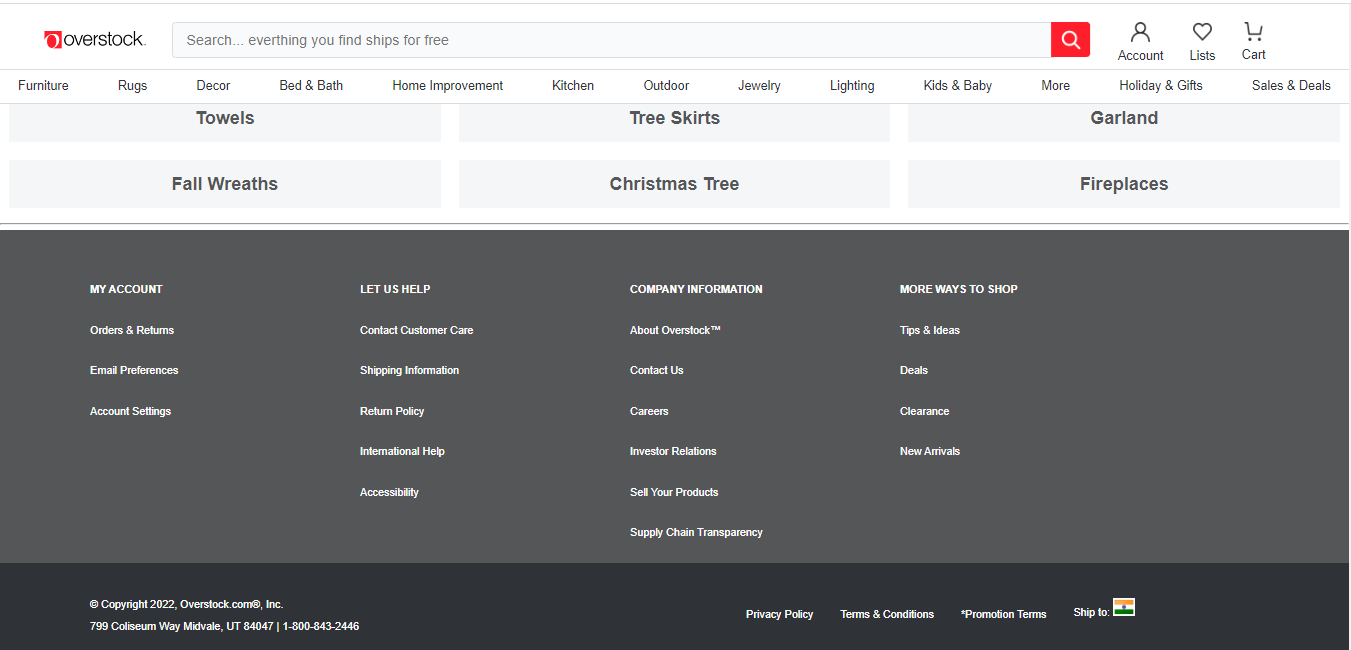 overstock.
Search... everthing you find ships for free
Account Lists Cart
Furniture Rugs Decor Bed & Bath Home Improvement Kitchen Outdoor Jewelry Lighting Kids & Baby More Holiday & Gifts Sales & Deals
Towels Tree Skirts Garland
Fall Wreaths Christmas Tree Fireplaces
MY ACCOUNT
Orders & Returns
Email Preferences
Account Settings
LET US HELP
Contact Customer Care
Shipping Information
Return Policy
International Help
Accessibility
COMPANY INFORMATION
About Overstock™
Contact Us
Careers
Investor Relations
Sell Your Products
Supply Chain Transparency
MORE WAYS TO SHOP
Tips & Ideas
Deals
Clearance
New Arrivals
© Copyright 2022, Overstock.com®, Inc.
799 Coliseum Way Midvale, UT 84047 | 1-800-843-2446
Privacy Policy Terms & Conditions *Promotion Terms Ship to: